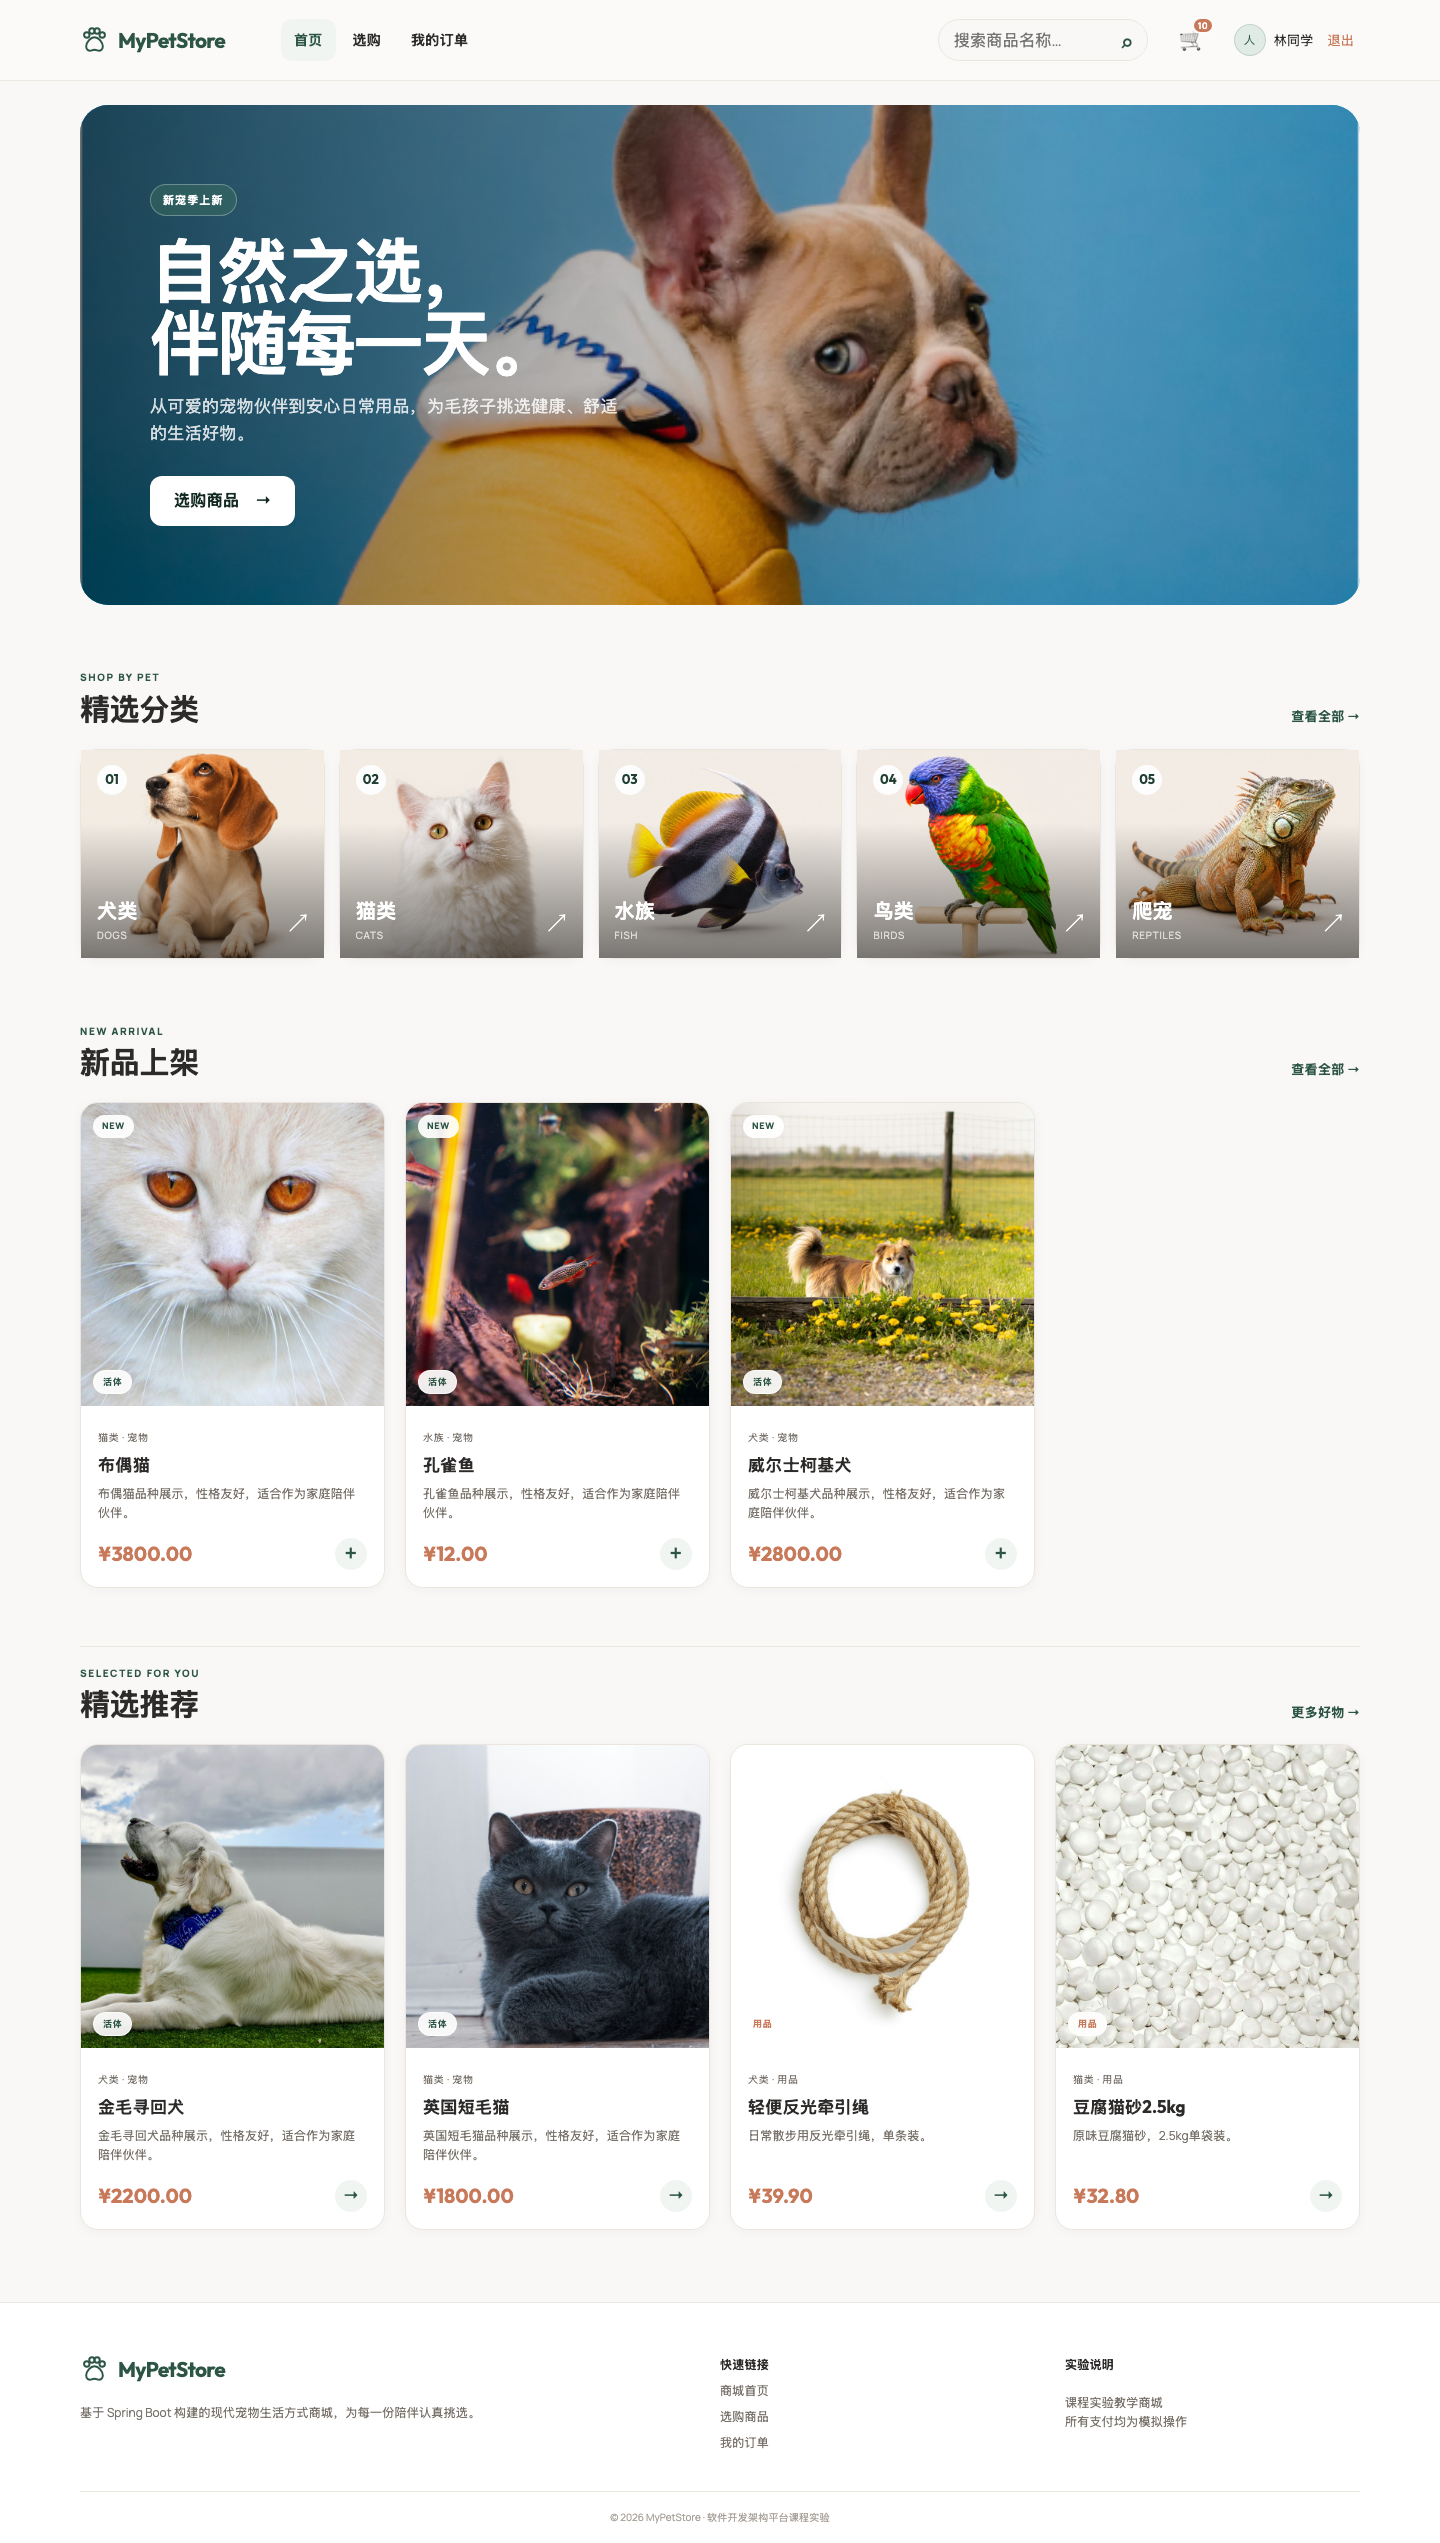 MyPetStore
首页
选购
我的订单
搜索商品名称...
10
人
林同学
退出
新宠季上新
自然之选，
伴随每一天。
从可爱的宠物伙伴到安心日常用品，为毛孩子挑选健康、舒适
的生活好物。
选购商品 →
SHOP BY PET
精选分类
查看全部 →
01
犬类
DOGS
02
猫类
CATS
03
水族
FISH
04
鸟类
BIRDS
05
爬宠
REPTILES
NEW ARRIVAL
新品上架
查看全部 →
NEW
活体
猫类 · 宠物
布偶猫
布偶猫品种展示，性格友好，适合作为家庭陪伴
伙伴。
¥3800.00
+
NEW
活体
水族 · 宠物
孔雀鱼
孔雀鱼品种展示，性格友好，适合作为家庭陪伴
伙伴。
¥12.00
+
NEW
活体
犬类 · 宠物
威尔士柯基犬
威尔士柯基犬品种展示，性格友好，适合作为家
庭陪伴伙伴。
¥2800.00
+
SELECTED FOR YOU
精选推荐
更多好物 →
活体
犬类 · 宠物
金毛寻回犬
金毛寻回犬品种展示，性格友好，适合作为家庭
陪伴伙伴。
¥2200.00
→
活体
猫类 · 宠物
英国短毛猫
英国短毛猫品种展示，性格友好，适合作为家庭
陪伴伙伴。
¥1800.00
→
用品
犬类 · 用品
轻便反光牵引绳
日常散步用反光牵引绳，单条装。
¥39.90
→
用品
猫类 · 用品
豆腐猫砂2.5kg
原味豆腐猫砂，2.5kg单袋装。
¥32.80
→
MyPetStore
基于 Spring Boot 构建的现代宠物生活方式商城，为每一份陪伴认真挑选。
快速链接
商城首页
选购商品
我的订单
实验说明
课程实验教学商城
所有支付均为模拟操作
© 2026 MyPetStore · 软件开发架构平台课程实验